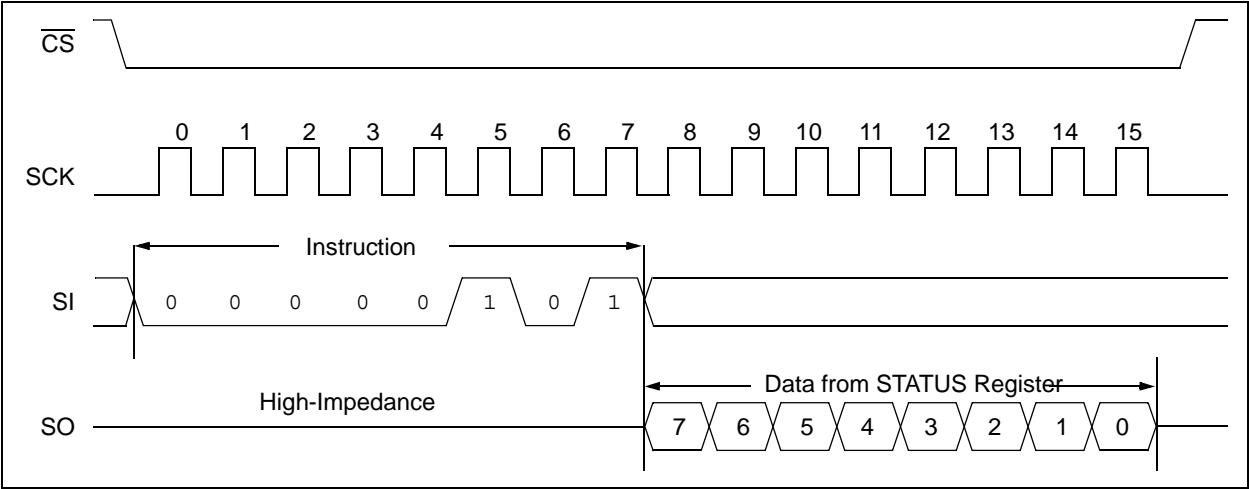 CS
0 1 2 3 4 5 6 7 8 9 10 11 12 13 14 15
SCK
Instruction
SI 0 0 0 0 0 1 0 1
Data from STATUS Register
High-Impedance
SO 7 6 5 4 3 2 1 0